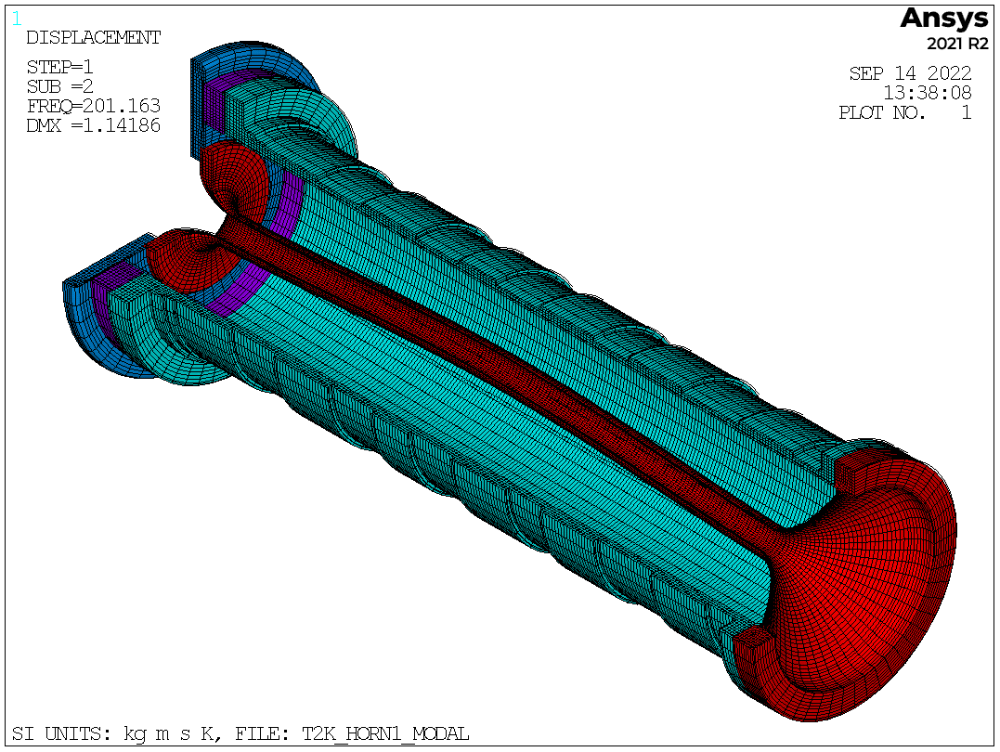 1
DISPLACEMENT
STEP=1
SUB =2
FREQ=201.163
DMX =1.14186
Ansys
2021 R2
SEP 14 2022
13:38:08
PLOT NO. 1
SI UNITS: kg m s K, FILE: T2K_HORN1_MODAL